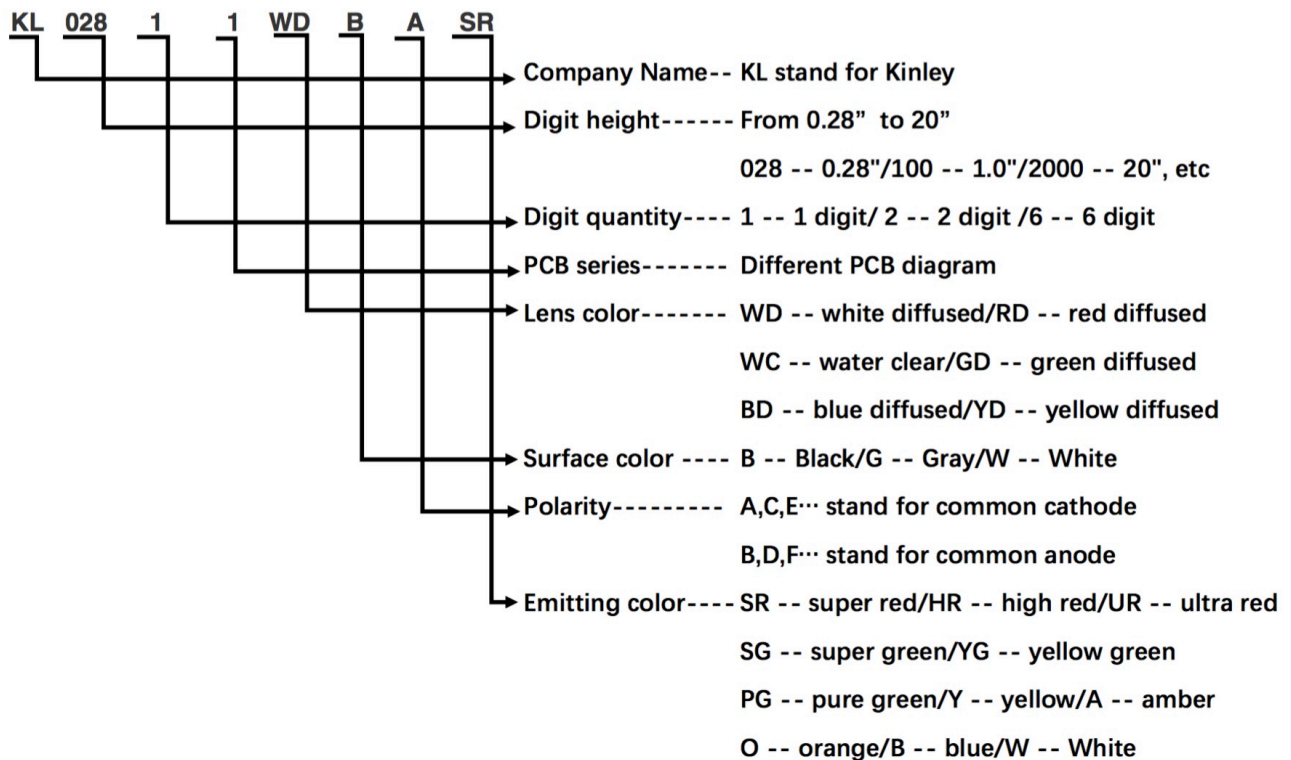 KL 028 1 1 WD B A SR
Company Name-- KL stand for Kinley
Digit height------ From 0.28” to 20”
028 -- 0.28"/100 -- 1.0"/2000 -- 20", etc
Digit quantity---- 1 -- 1 digit/ 2 -- 2 digit /6 -- 6 digit
PCB series------- Different PCB diagram
Lens color------- WD -- white diffused/RD -- red diffused
WC -- water clear/GD -- green diffused
BD -- blue diffused/YD -- yellow diffused
Surface color ---- B -- Black/G -- Gray/W -- White
Polarity--------- A,C,E··· stand for common cathode
B,D,F··· stand for common anode
Emitting color---- SR -- super red/HR -- high red/UR -- ultra red
SG -- super green/YG -- yellow green
PG -- pure green/Y -- yellow/A -- amber
O -- orange/B -- blue/W -- White